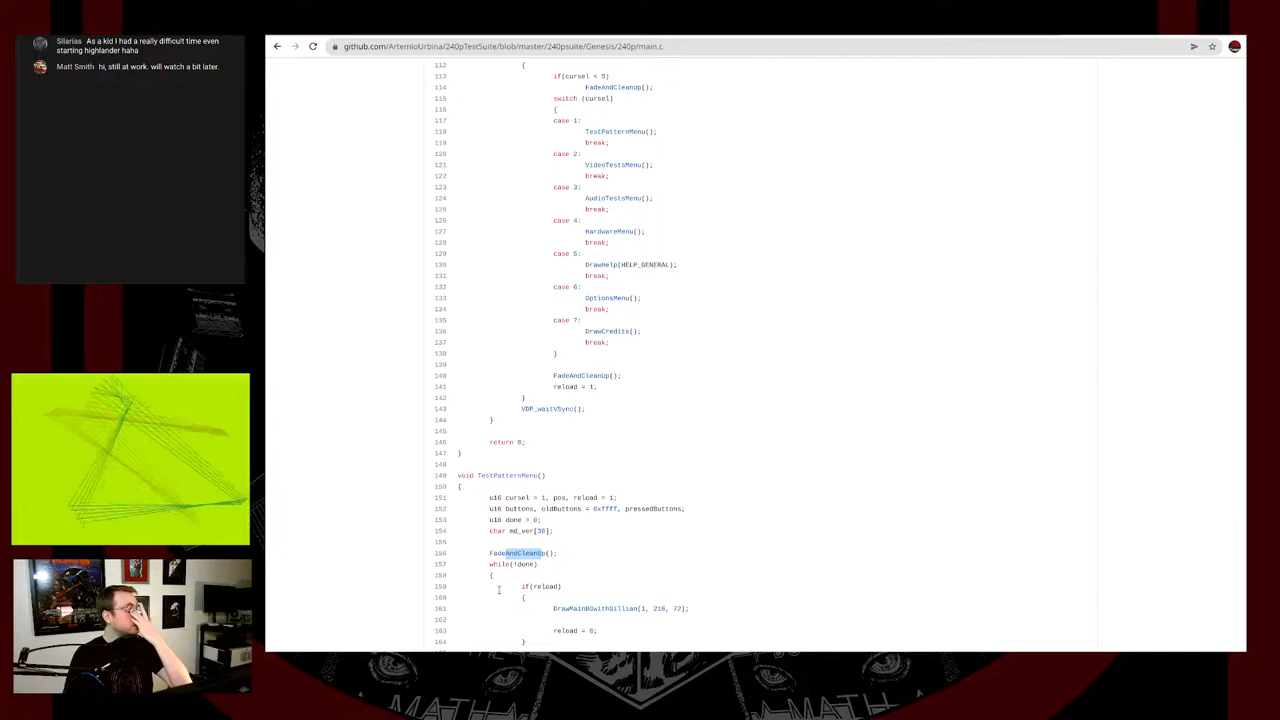 Silarias As a kid I had a really difficult time even
starting highlander haha
Matt Smith hi, still at work. will watch a bit later.
github.com/ArtemioUrbina/240pTestSuite/blob/master/240psuite/Genesis/240p/main.c
112 {
113 if(cursel < 5)
114 FadeAndCleanUp();
115 switch (cursel)
116 {
117 case 1:
118 TestPatternMenu();
119 break;
120 case 2:
121 VideoTestsMenu();
122 break;
123 case 3:
124 AudioTestsMenu();
125 break;
126 case 4:
127 HardwareMenu();
128 break;
129 case 5:
130 DrawHelp(HELP_GENERAL);
131 break;
132 case 6:
133 OptionsMenu();
134 break;
135 case 7:
136 DrawCredits();
137 break;
138 }
139
140 FadeAndCleanUp();
141 reload = 1;
142 }
143 VDP_waitVSync();
144 }
145
146 return 0;
147 }
148
149 void TestPatternMenu()
150 {
151 u16 cursel = 1, pos, reload = 1;
152 u16 buttons, oldButtons = 0xffff, pressedButtons;
153 u16 done = 0;
154 char md_ver[30];
155
156 FadeAndCleanUp();
157 while(!done)
158 {
159 if(reload)
160 {
161 DrawMainBGwithGillian(1, 216, 72);
162
163 reload = 0;
164 }
A MATH